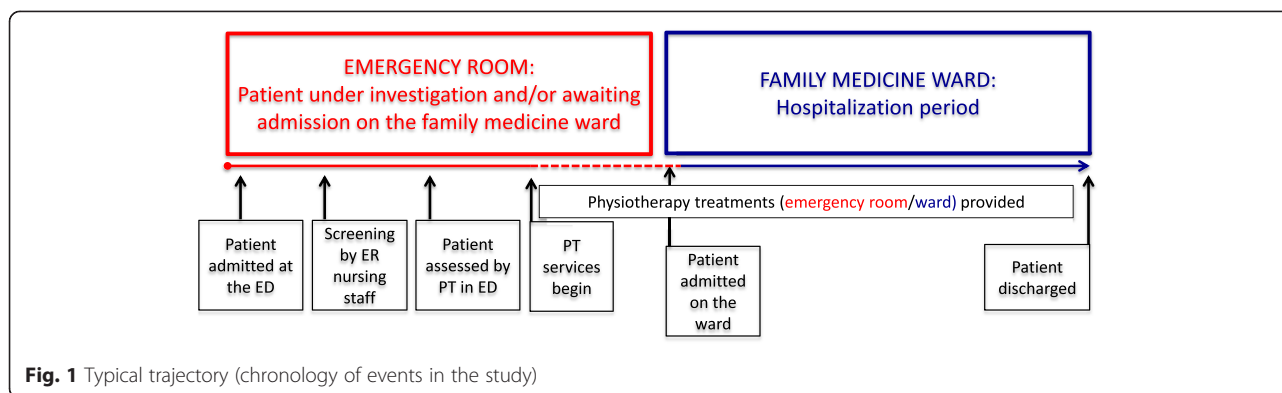 EMERGENCY ROOM:
Patient under investigation and/or awaiting
admission on the family medicine ward
FAMILY MEDICINE WARD:
Hospitalization period
Physiotherapy treatments (emergency room/ward) provided
Patient
admitted at
the ED
Screening
by ER
nursing
staff
Patient
assessed by
PT in ED
PT
services
begin
Patient
admitted
on the
ward
Patient
discharged
Fig. 1 Typical trajectory (chronology of events in the study)